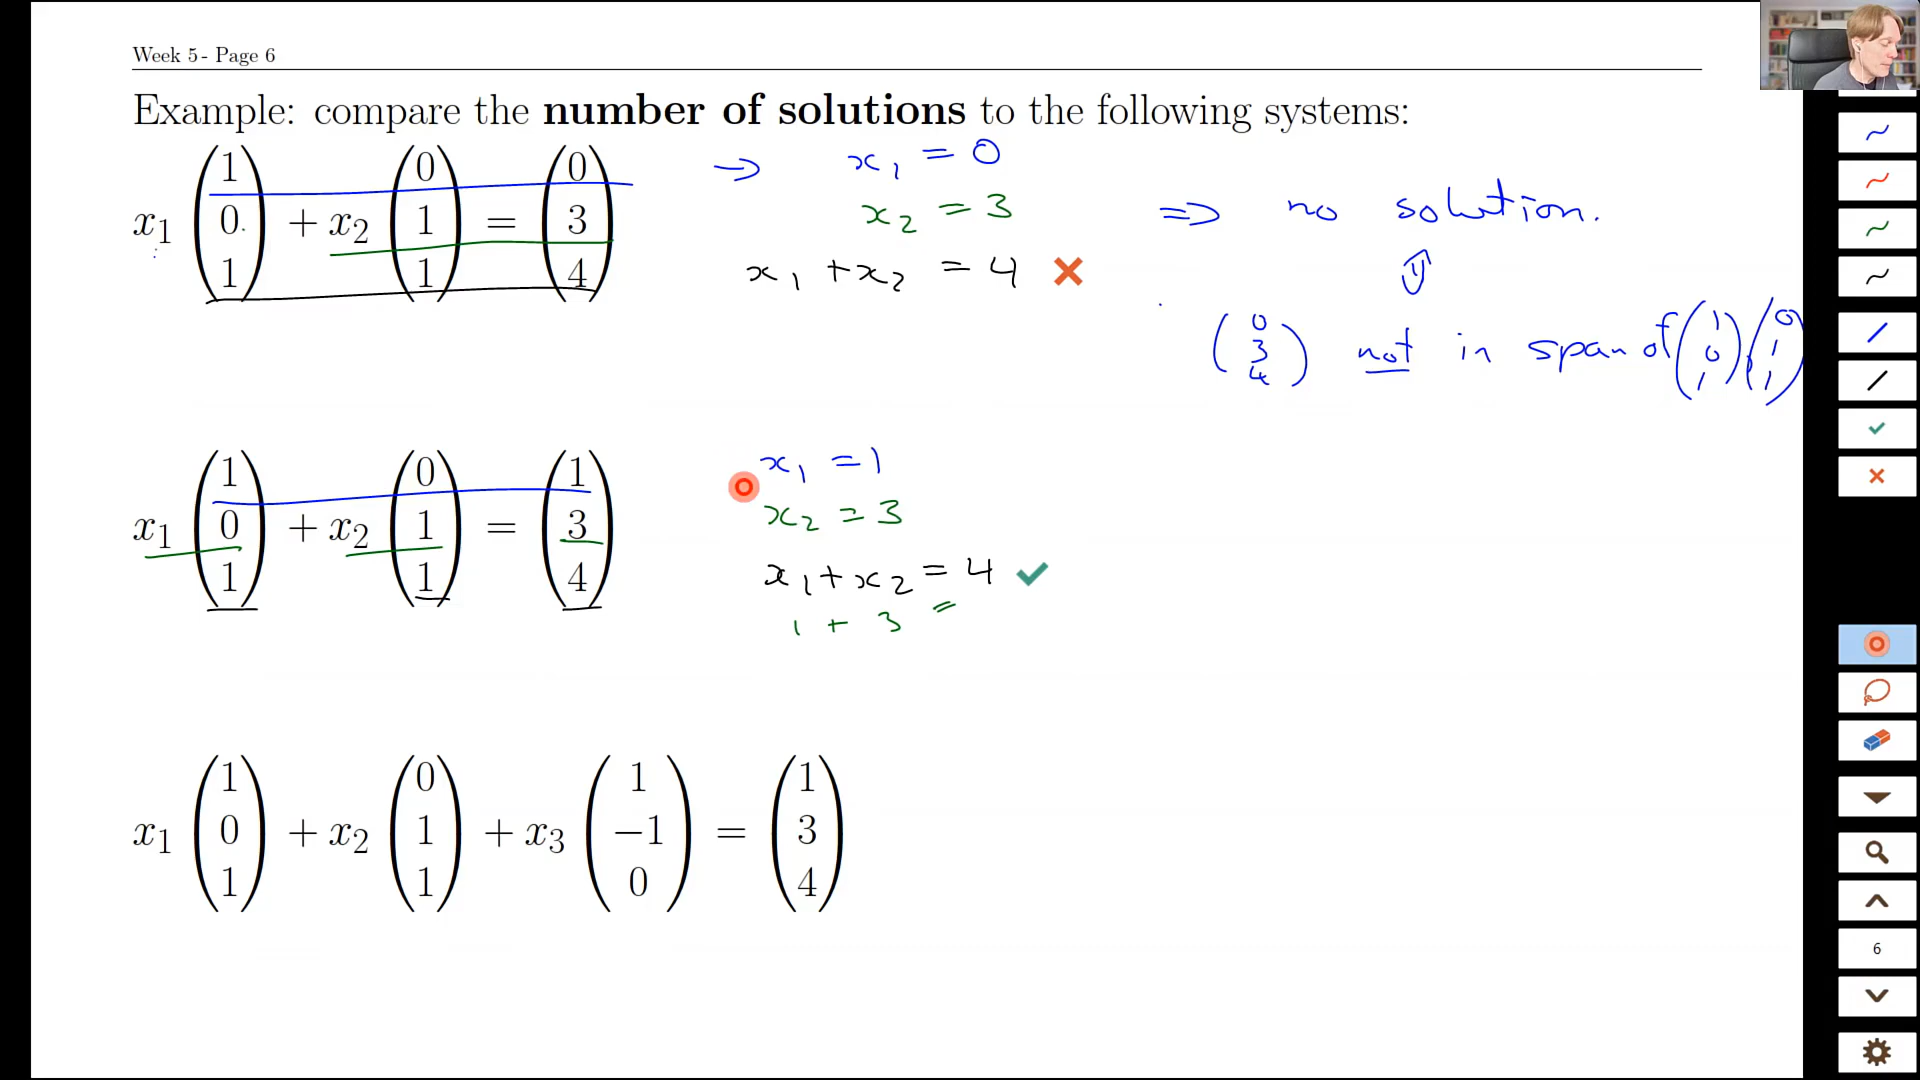 Week 5 - Page 6
Example: compare the number of solutions to the following systems:
x₁ (1 0 1) + x₂ (0 1 1) = (0 3 4)
→ x₁ = 0
x₂ = 3
x₁ + x₂ = 4 ✕
⇒ no solution.
⇕
(0 3 4) not in span of (1 0 1), (0 1 1)
x₁ (1 0 1) + x₂ (0 1 1) = (1 3 4)
x₁ = 1
x₂ = 3
x₁ + x₂ = 4 ✓
1 + 3 =
x₁ (1 0 1) + x₂ (0 1 1) + x₃ (1 −1 0) = (1 3 4)
6